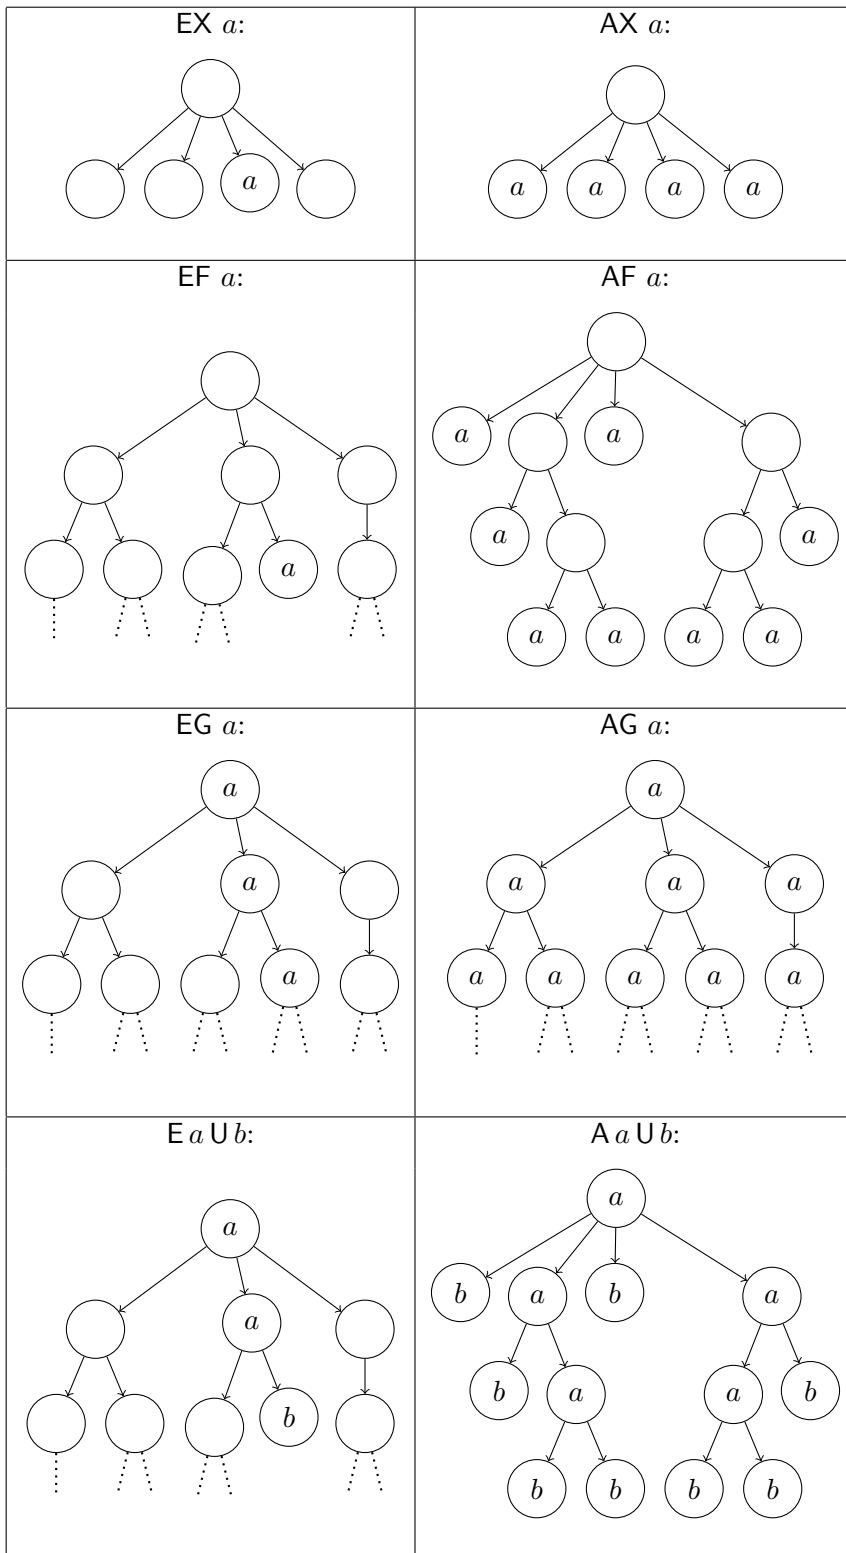 EX a:
a
AX a:
a a a a
EF a:
a
AF a:
a a
a a
a a a a
EG a:
a
a
a
AG a:
a
a a a
a a a a a
E a U b:
a
a
b
A a U b:
a
b a b a
b a a b
b b b b